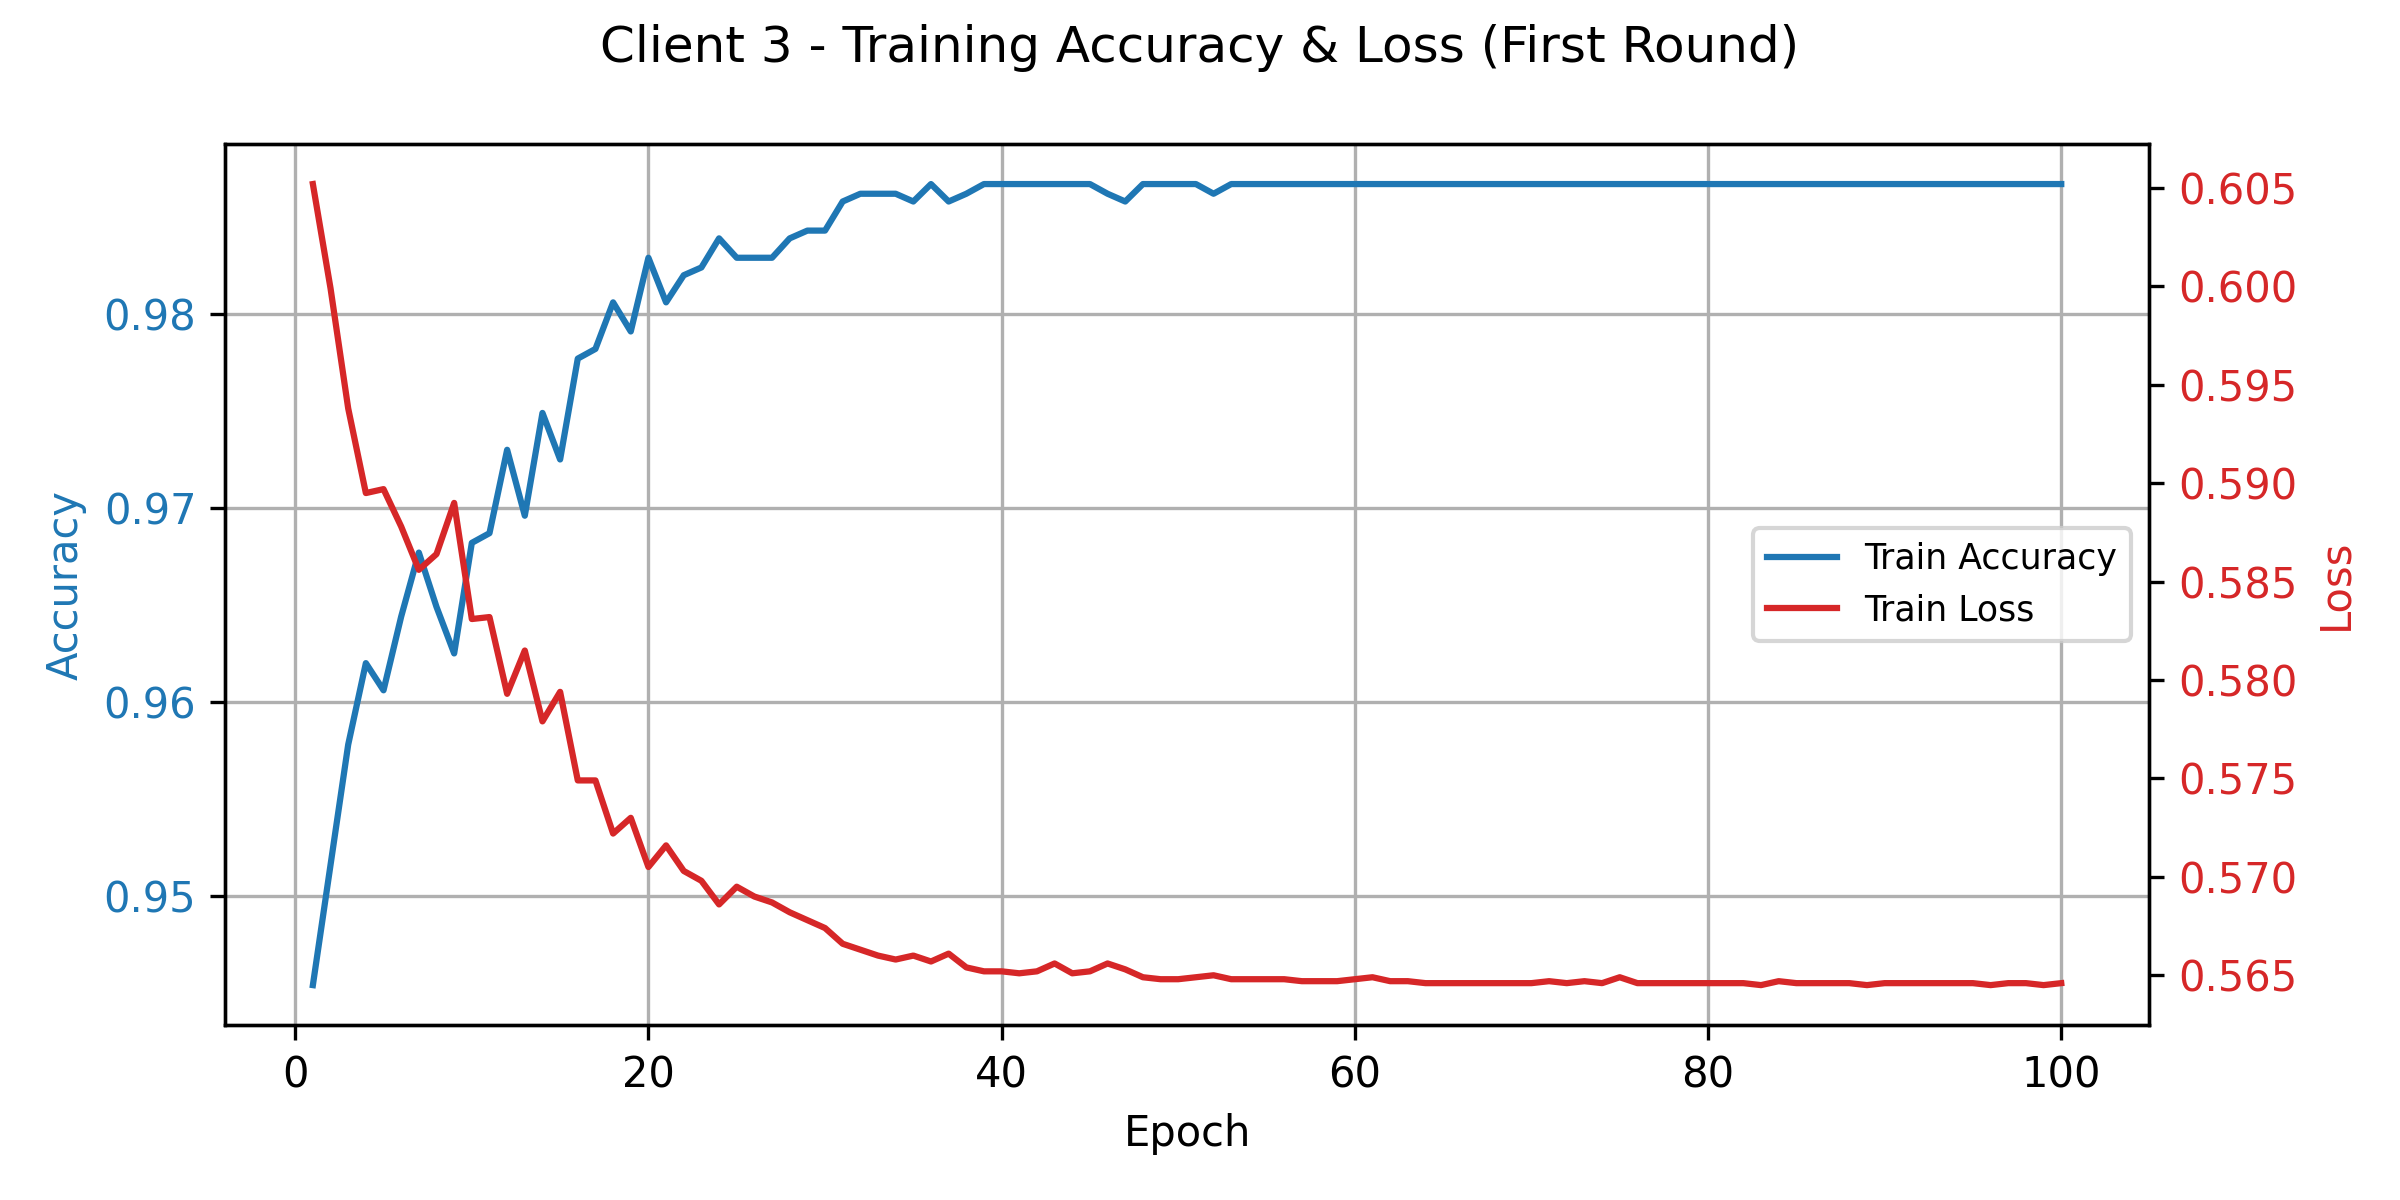 Client 3 - Training Accuracy & Loss (First Round)
Accuracy
0.98
0.97
0.96
0.95
0.605
0.600
0.595
0.590
0.585
0.580
0.575
0.570
0.565
Loss
Train Accuracy
Train Loss
0 20 40 60 80 100
Epoch